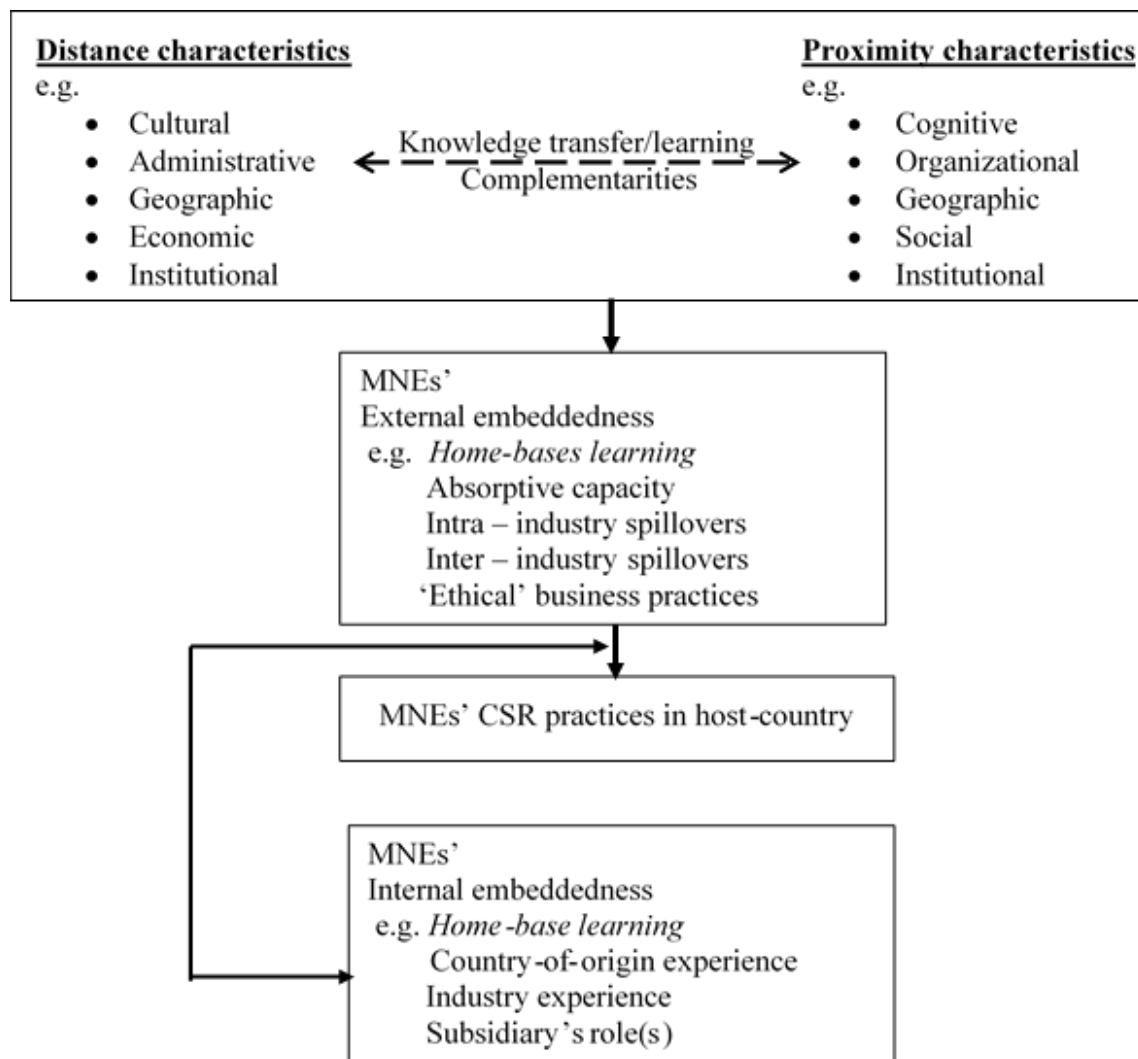 Distance characteristics
e.g.
• Cultural
• Administrative
• Geographic
• Economic
• Institutional
Knowledge transfer/learning
Complementarities
Proximity characteristics
e.g.
• Cognitive
• Organizational
• Geographic
• Social
• Institutional
MNEs’
External embeddedness
e.g. Home-bases learning
Absorptive capacity
Intra – industry spillovers
Inter – industry spillovers
‘Ethical’ business practices
MNEs’ CSR practices in host-country
MNEs’
Internal embeddedness
e.g. Home-base learning
Country-of-origin experience
Industry experience
Subsidiary’s role(s)